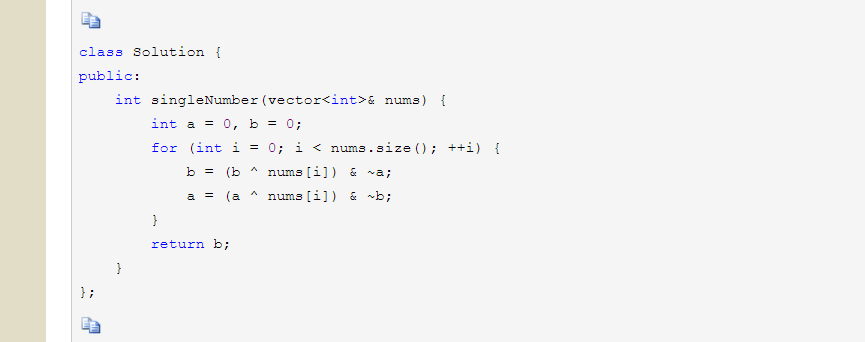 class Solution {
public:
    int singleNumber(vector<int>& nums) {
        int a = 0, b = 0;
        for (int i = 0; i < nums.size(); ++i) {
            b = (b ^ nums[i]) & ~a;
            a = (a ^ nums[i]) & ~b;
        }
        return b;
    }
};